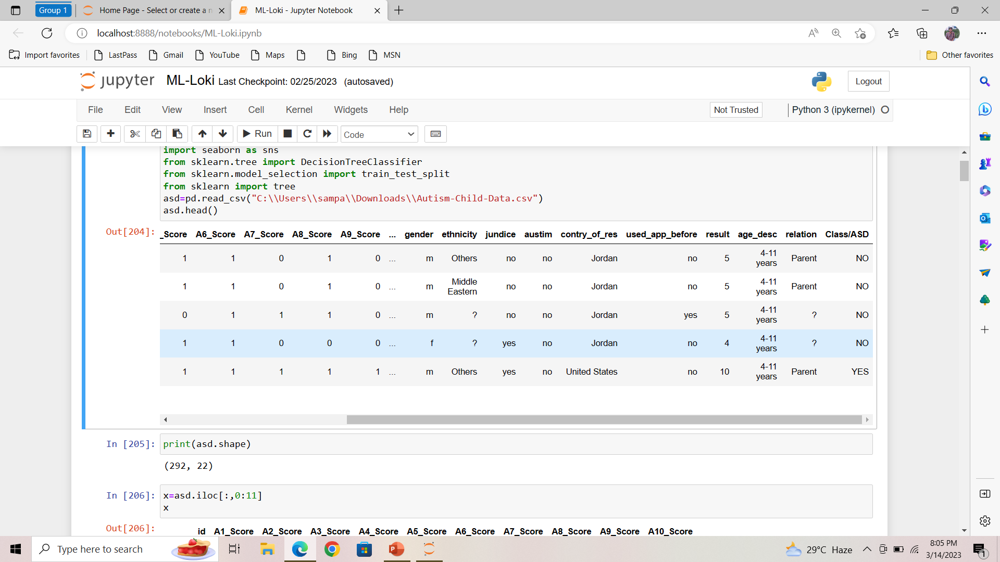 Group 1
Home Page - Select or create a n
ML-Loki - Jupyter Notebook
localhost:8888/notebooks/ML-Loki.ipynb
Import favorites
LastPass
Gmail
YouTube
Maps
Bing
MSN
Other favorites
jupyter ML-Loki Last Checkpoint: 02/25/2023 (autosaved)
Logout
File Edit View Insert Cell Kernel Widgets Help
Not Trusted
Python 3 (ipykernel)
Run
Code
import seaborn as sns
from sklearn.tree import DecisionTreeClassifier
from sklearn.model_selection import train_test_split
from sklearn import tree
asd=pd.read_csv("C:\\Users\\sampa\\Downloads\\Autism-Child-Data.csv")
asd.head()
Out[204]:
_Score A6_Score A7_Score A8_Score A9_Score ... gender ethnicity jundice austim contry_of_res used_app_before result age_desc relation Class/ASD
1 1 0 1 0 ... m Others no no Jordan no 5 4-11 years Parent NO
1 1 0 1 0 ... m Middle Eastern no no Jordan no 5 4-11 years Parent NO
0 1 1 1 0 ... m ? no no Jordan yes 5 4-11 years ? NO
1 1 0 0 0 ... f ? yes no Jordan no 4 4-11 years ? NO
1 1 1 1 1 ... m Others yes no United States no 10 4-11 years Parent YES
In [205]: print(asd.shape)
(292, 22)
In [206]: x=asd.iloc[:,0:11]
x
Out[206]:
id A1_Score A2_Score A3_Score A4_Score A5_Score A6_Score A7_Score A8_Score A9_Score A10_Score
Type here to search
29°C Haze
8:05 PM
3/14/2023
1